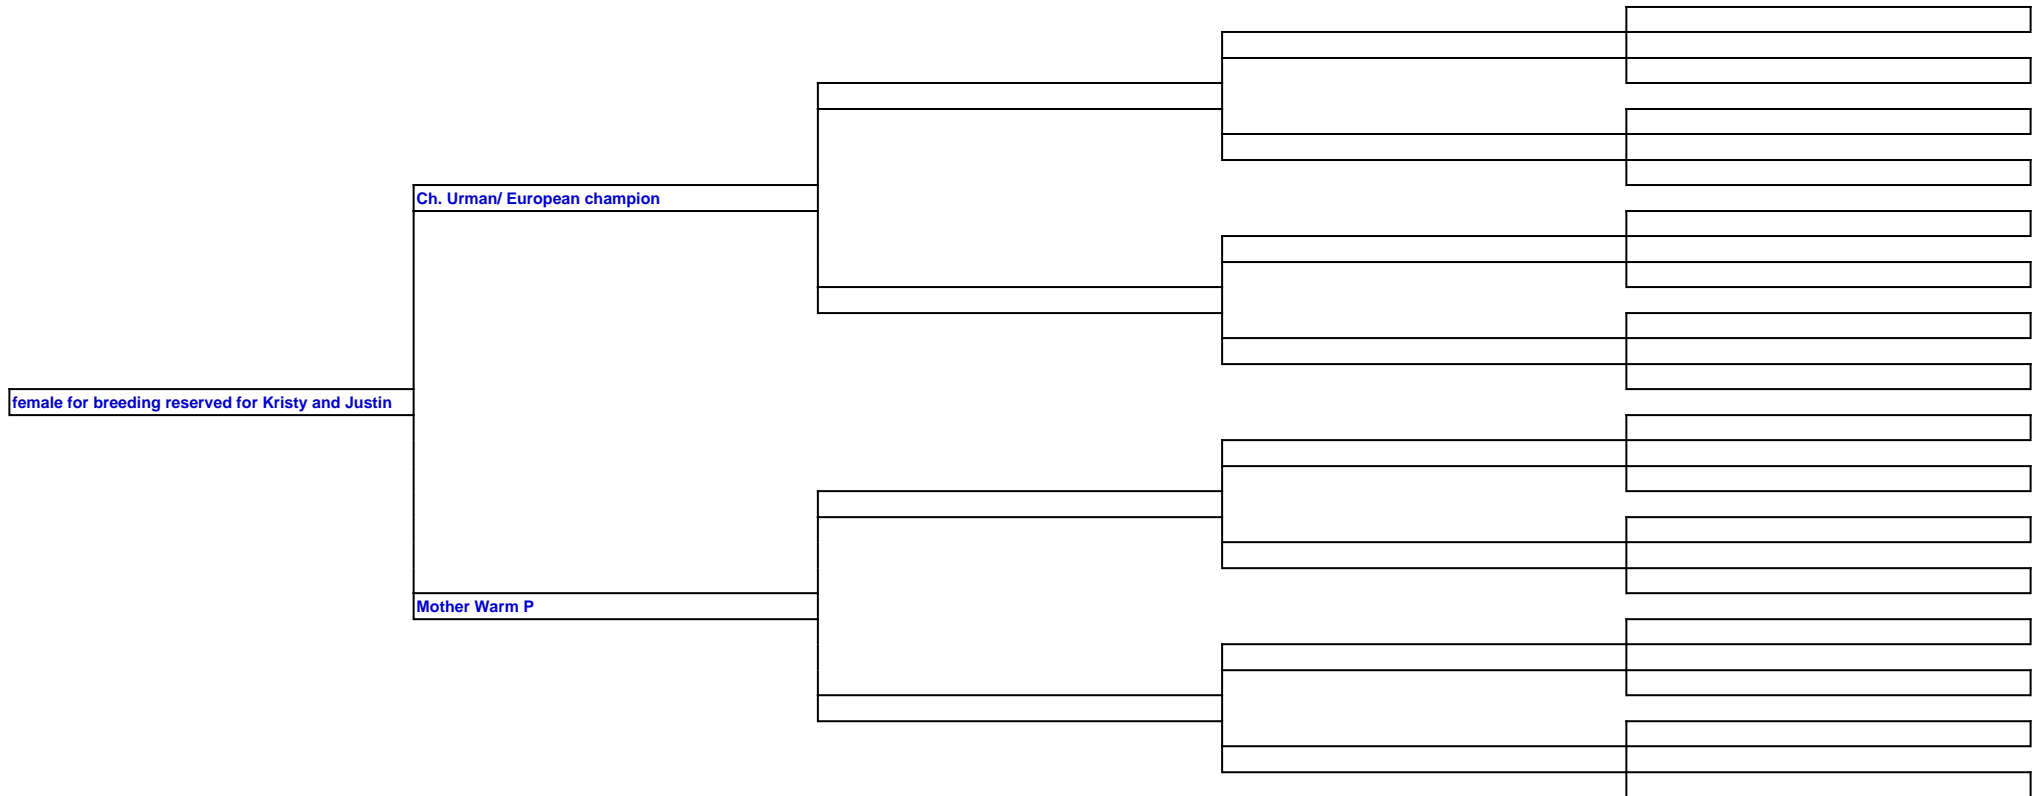 Ch. Urman/ European champion
female for breeding reserved for Kristy and Justin
Mother Warm P